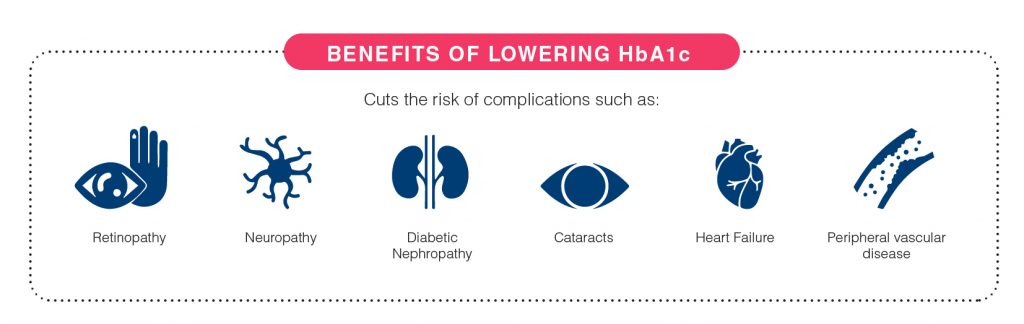 BENEFITS OF LOWERING HbA1c
Cuts the risk of complications such as:
Retinopathy
Neuropathy
Diabetic
Nephropathy
Cataracts
Heart Failure
Peripheral vascular
disease